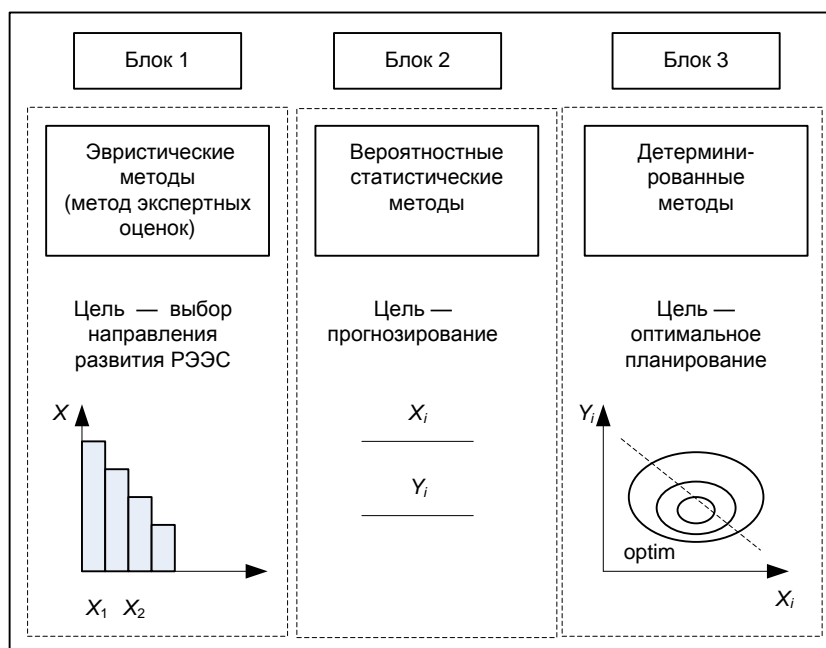 Блок 1
Блок 2
Блок 3
Эвристические
методы
(метод экспертных
оценок)
Вероятностные
статистические
методы
Детермини-
рованные
методы
Цель — выбор
направления
развития РЭЭС
Цель —
прогнозирование
Цель —
оптимальное
планирование
X
X₁ X₂
Xᵢ
Yᵢ
Yᵢ
optim
Xᵢ